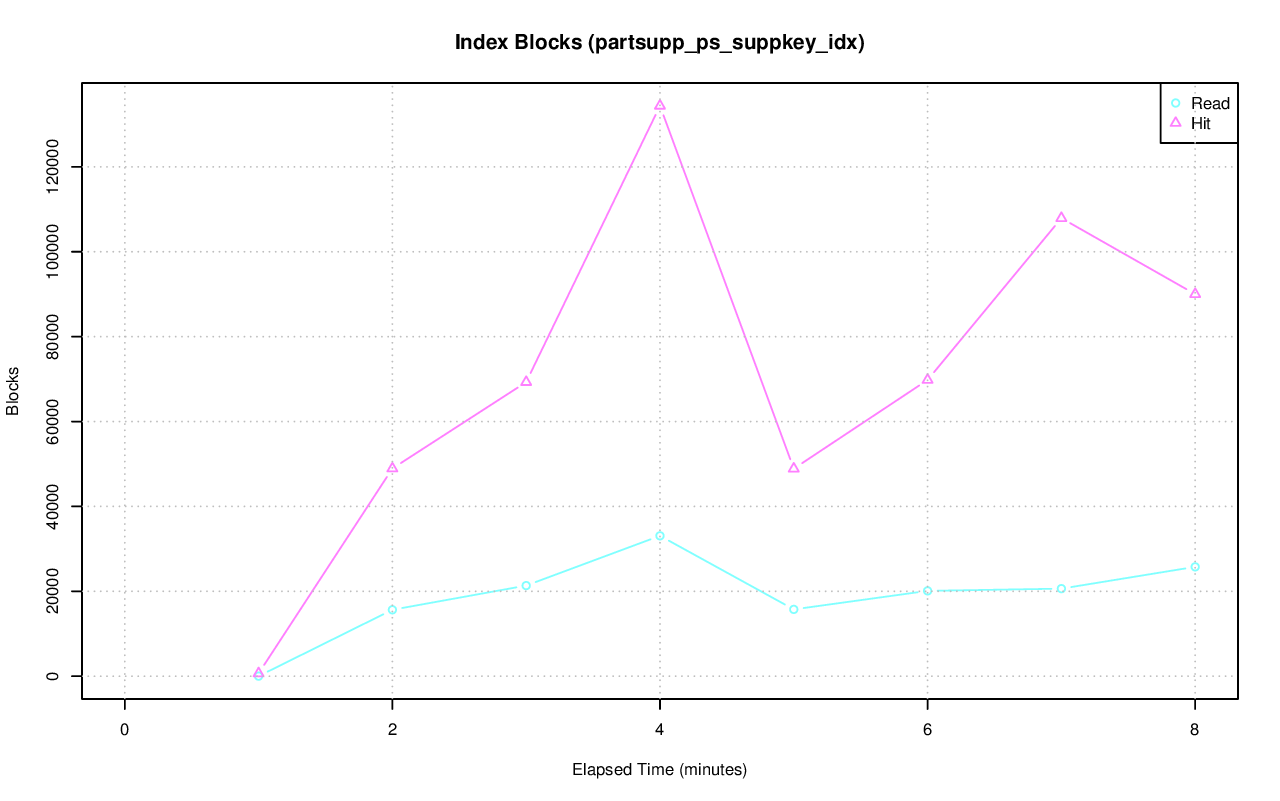 Index Blocks (partsupp_ps_suppkey_idx)
Read
Hit
Blocks
120000
100000
80000
60000
40000
20000
0
0 2 4 6 8
Elapsed Time (minutes)